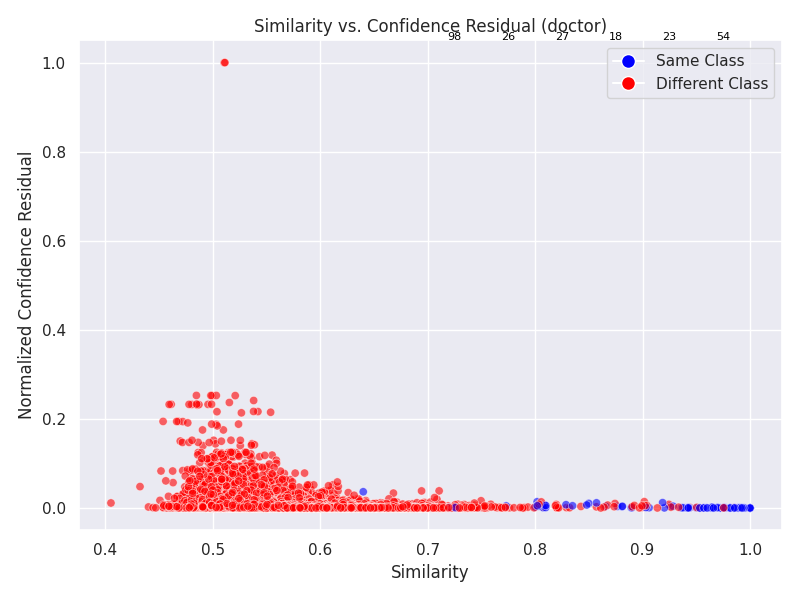 Similarity vs. Confidence Residual (doctor)
98 26 27 18 23 54
Same Class
Different Class
Normalized Confidence Residual
1.0
0.8
0.6
0.4
0.2
0.0
0.4 0.5 0.6 0.7 0.8 0.9 1.0
Similarity